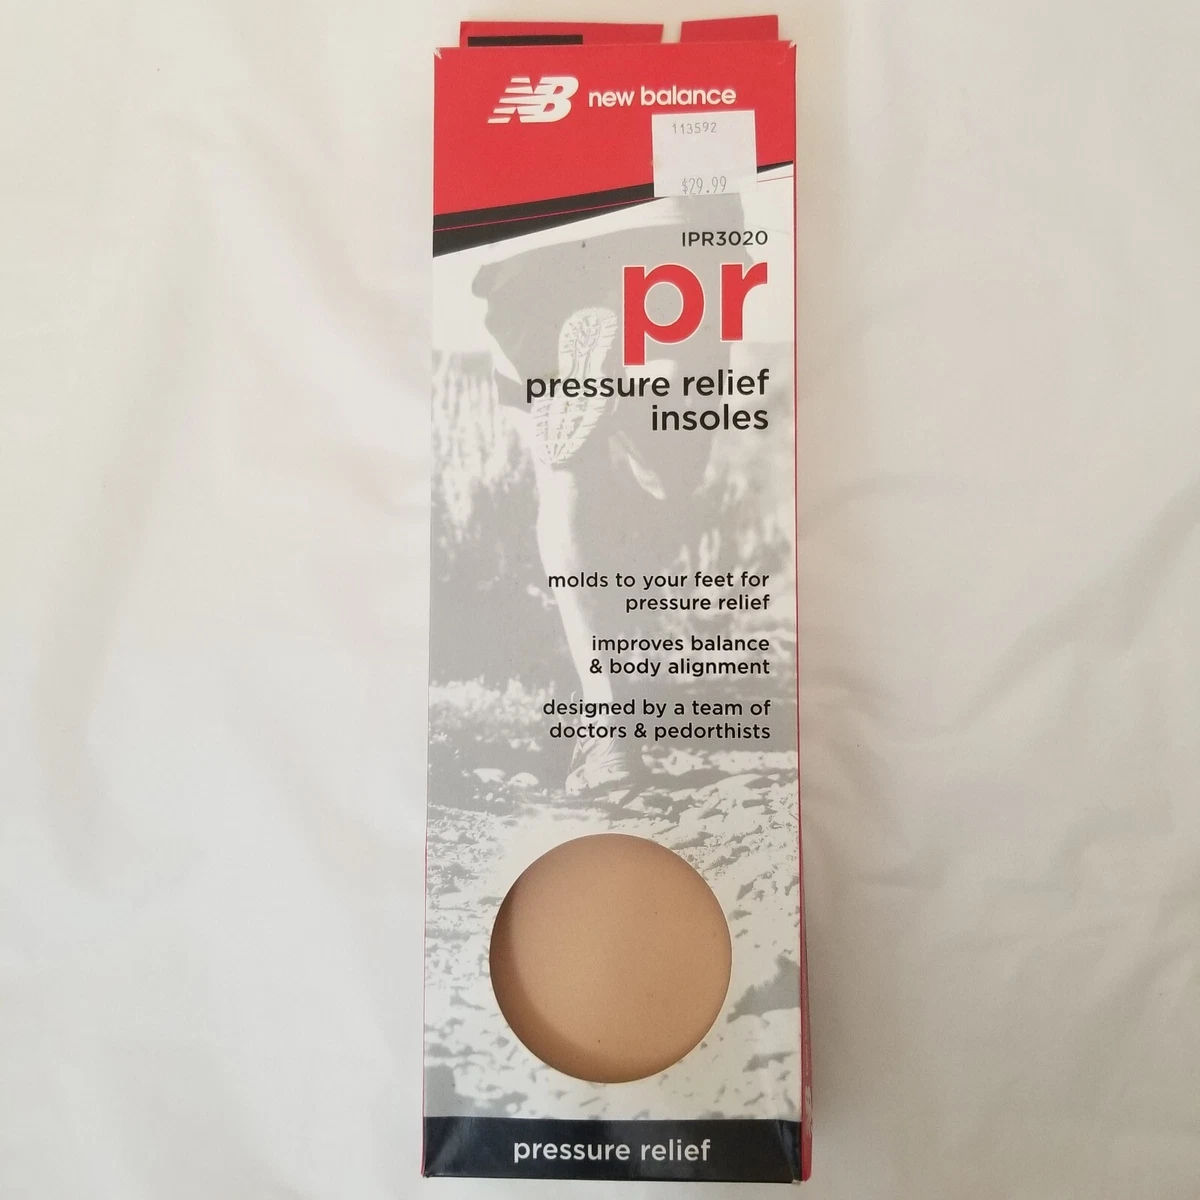 NB new balance
113592
$29.99
IPR3020
pr
pressure relief
insoles
molds to your feet for
pressure relief
improves balance
& body alignment
designed by a team of
doctors & pedorthists
pressure relief